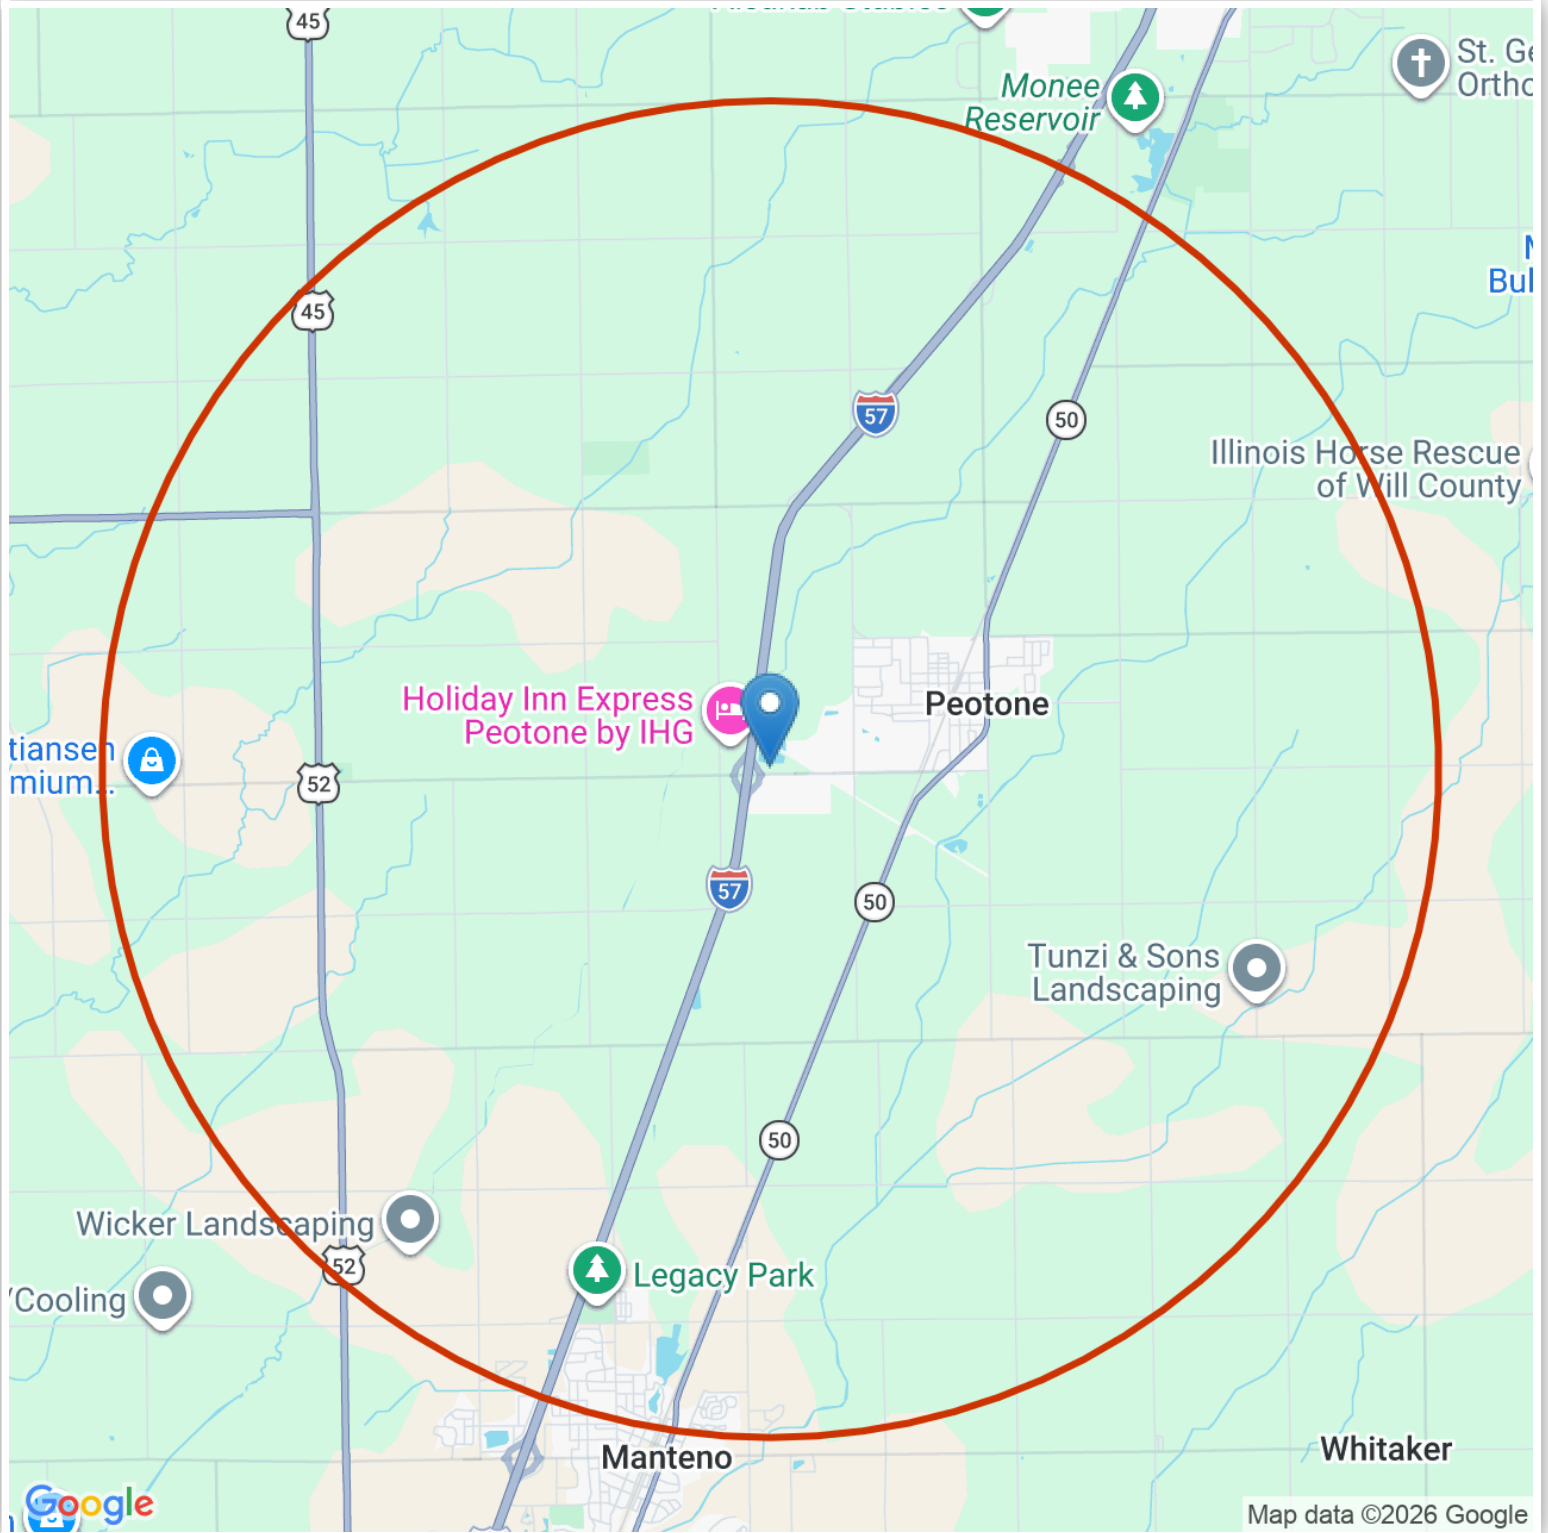 45
Monee
Reservoir
St. Ge
Ortho
45
Bul
57
50
Illinois Horse Rescue
of Will County
Holiday Inn Express
Peotone by IHG
Peotone
tiansen
mium...
52
57
50
Tunzi & Sons
Landscaping
50
Wicker Landscaping
52
/Cooling
Legacy Park
Manteno
Whitaker
Google
Map data ©2026 Google